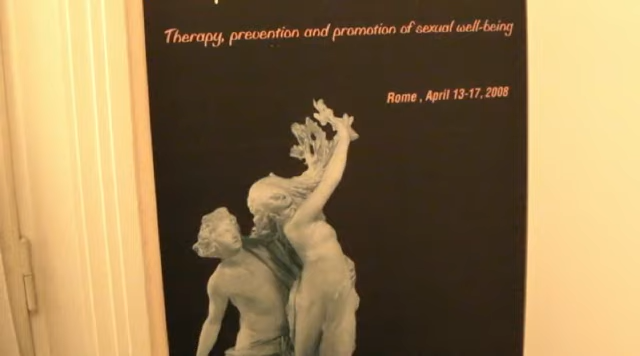 Therapy, prevention and promotion of sexual well-being
Rome , April 13-17, 2008